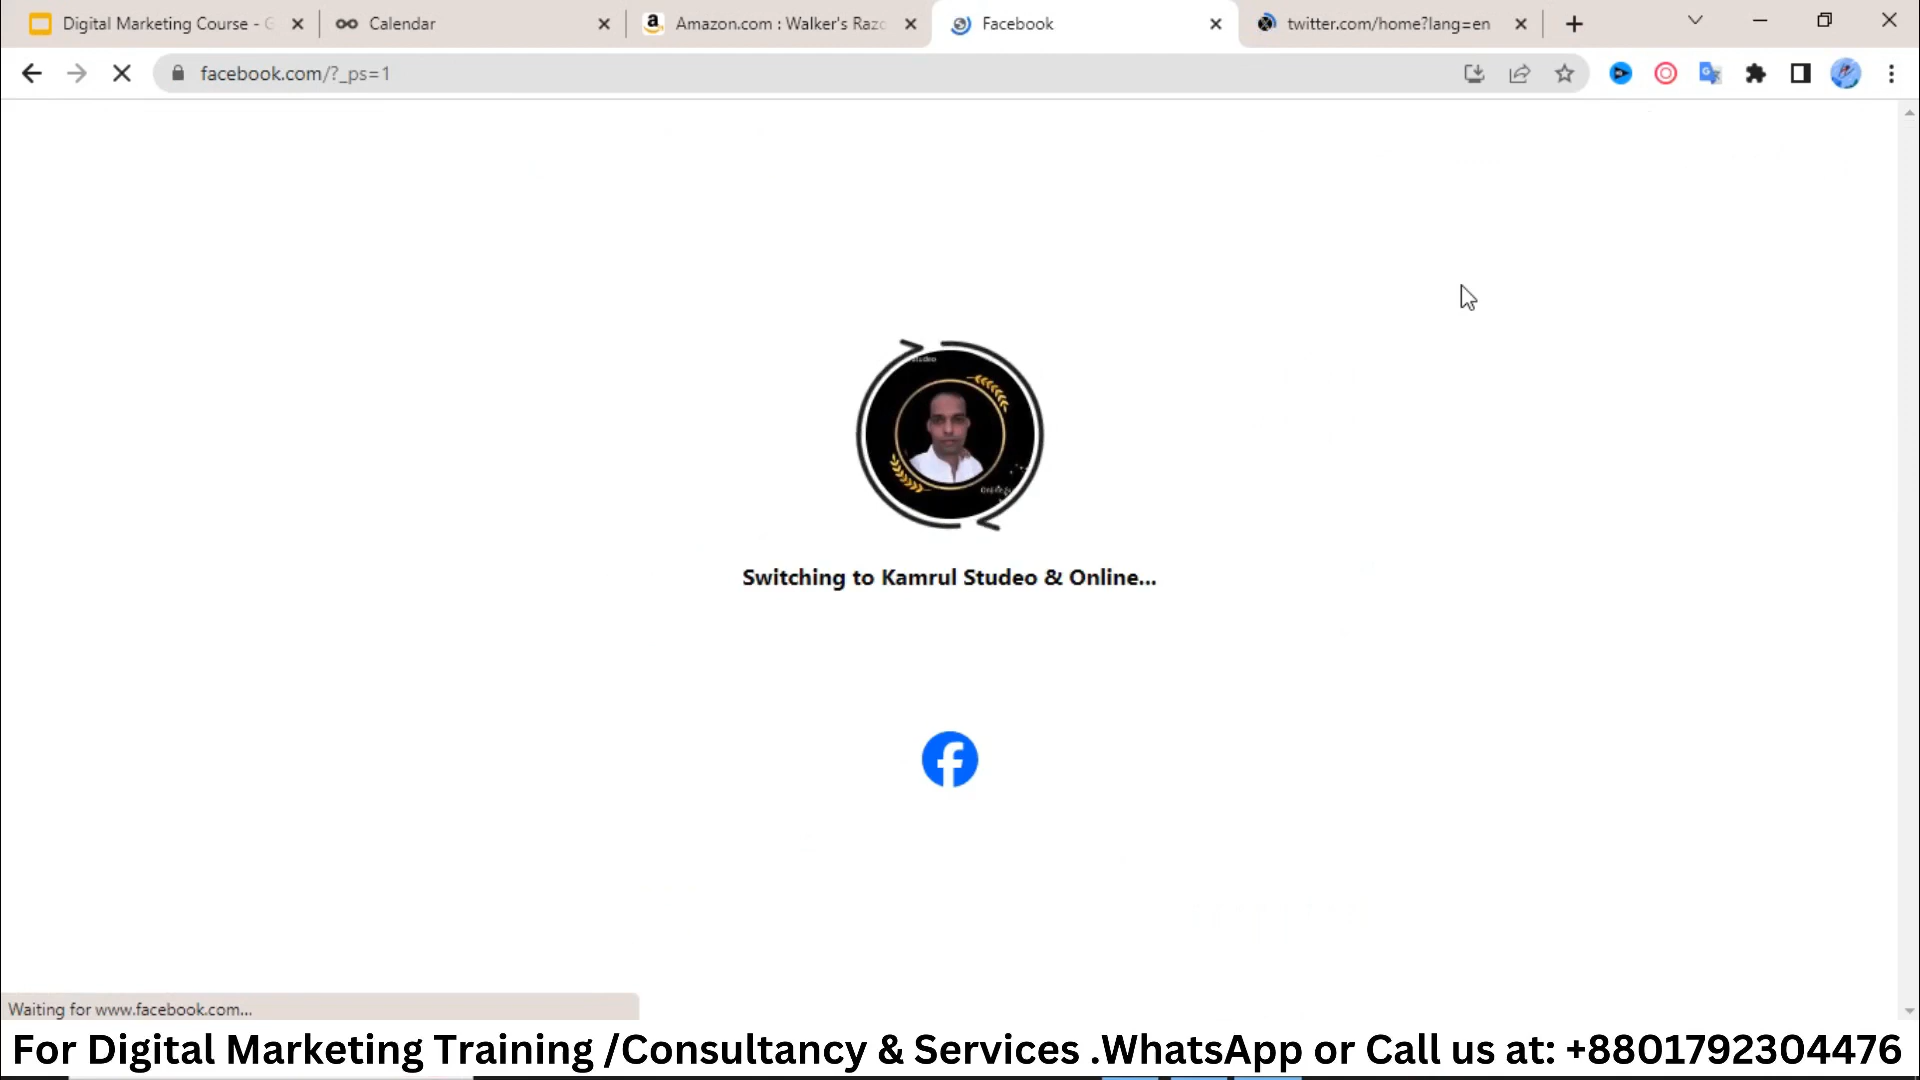 Digital Marketing Course - G
Calendar
Amazon.com : Walker's Razo
Facebook
twitter.com/home?lang=en
facebook.com/?_ps=1
Studeo
Switching to Kamrul Studeo & Online...
Waiting for www.facebook.com...
For Digital Marketing Training /Consultancy & Services .WhatsApp or Call us at: +8801792304476